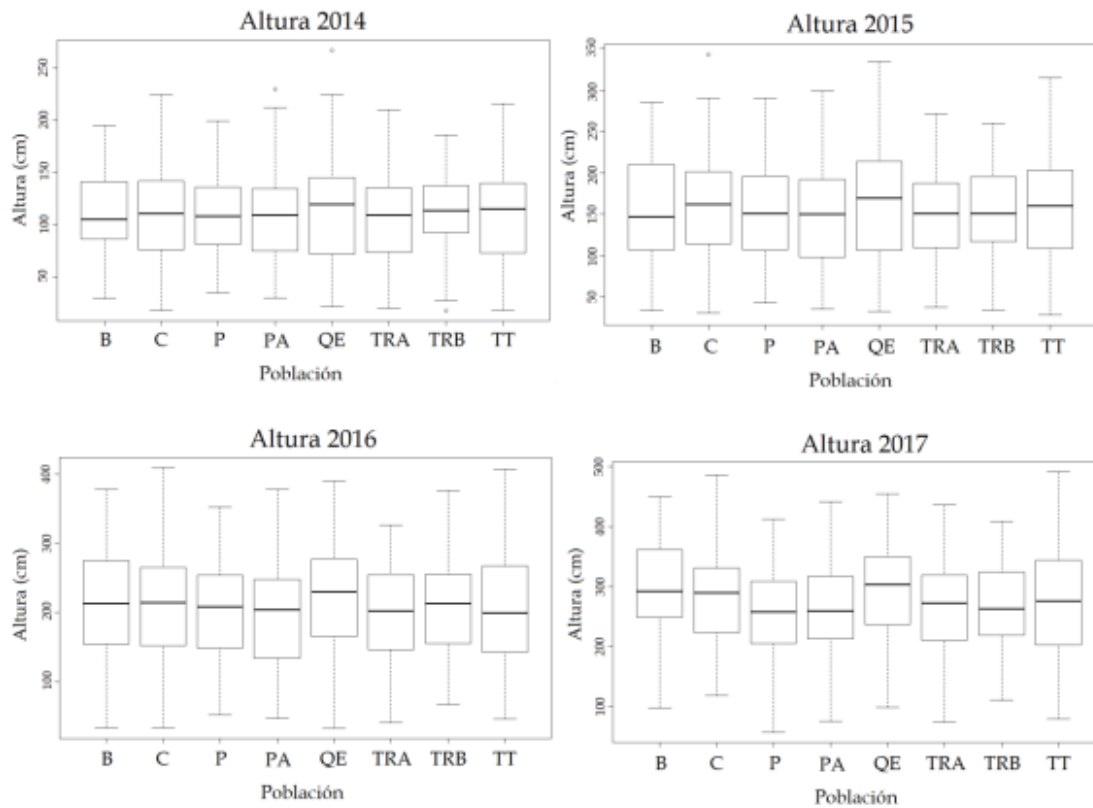 Altura 2014
Altura (cm)
250
200
150
100
50
B C P PA QE TRA TRB TT
Población
Altura 2015
Altura (cm)
350
300
250
200
150
100
50
B C P PA QE TRA TRB TT
Población
Altura 2016
Altura (cm)
400
300
200
100
B C P PA QE TRA TRB TT
Población
Altura 2017
Altura (cm)
500
400
300
200
100
B C P PA QE TRA TRB TT
Población